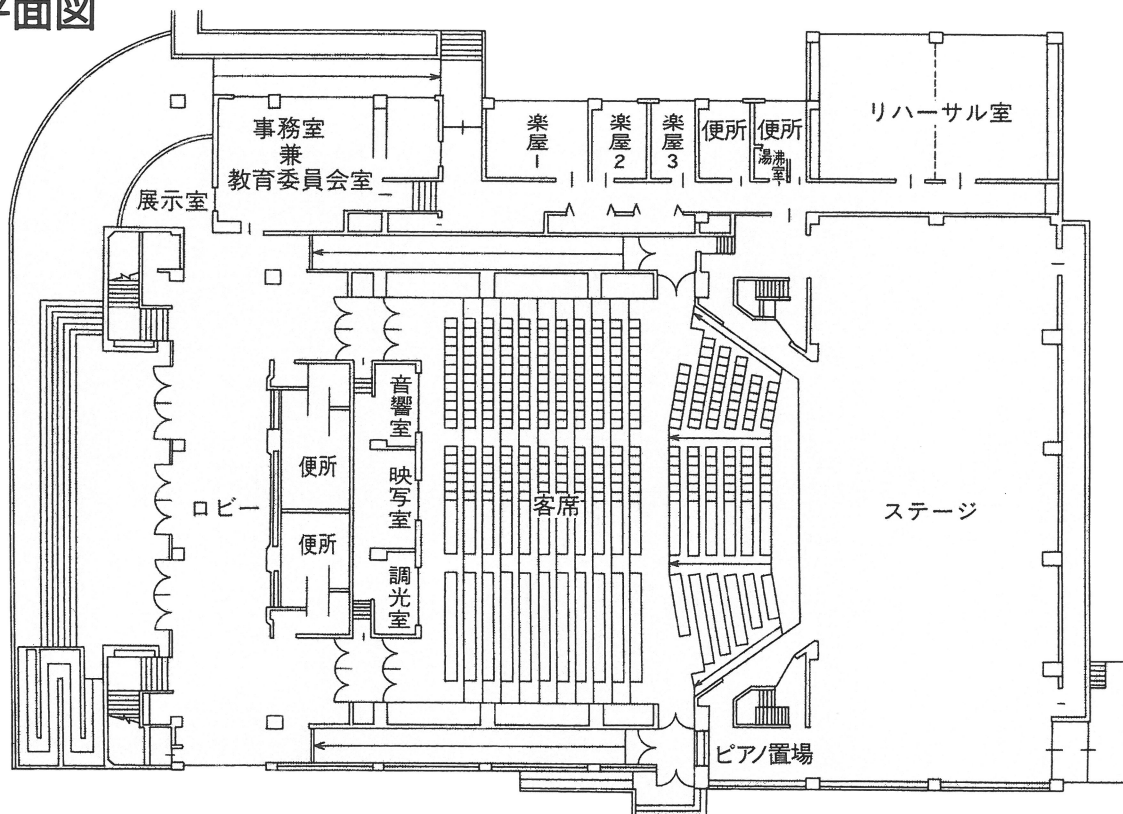 平面図
事務室
兼
教育委員会室
展示室
楽屋1
楽屋2
楽屋3
便所
便所
湯沸室
リハーサル室
音響室
映写室
調光室
便所
便所
ロビー
客席
ステージ
ピアノ置場